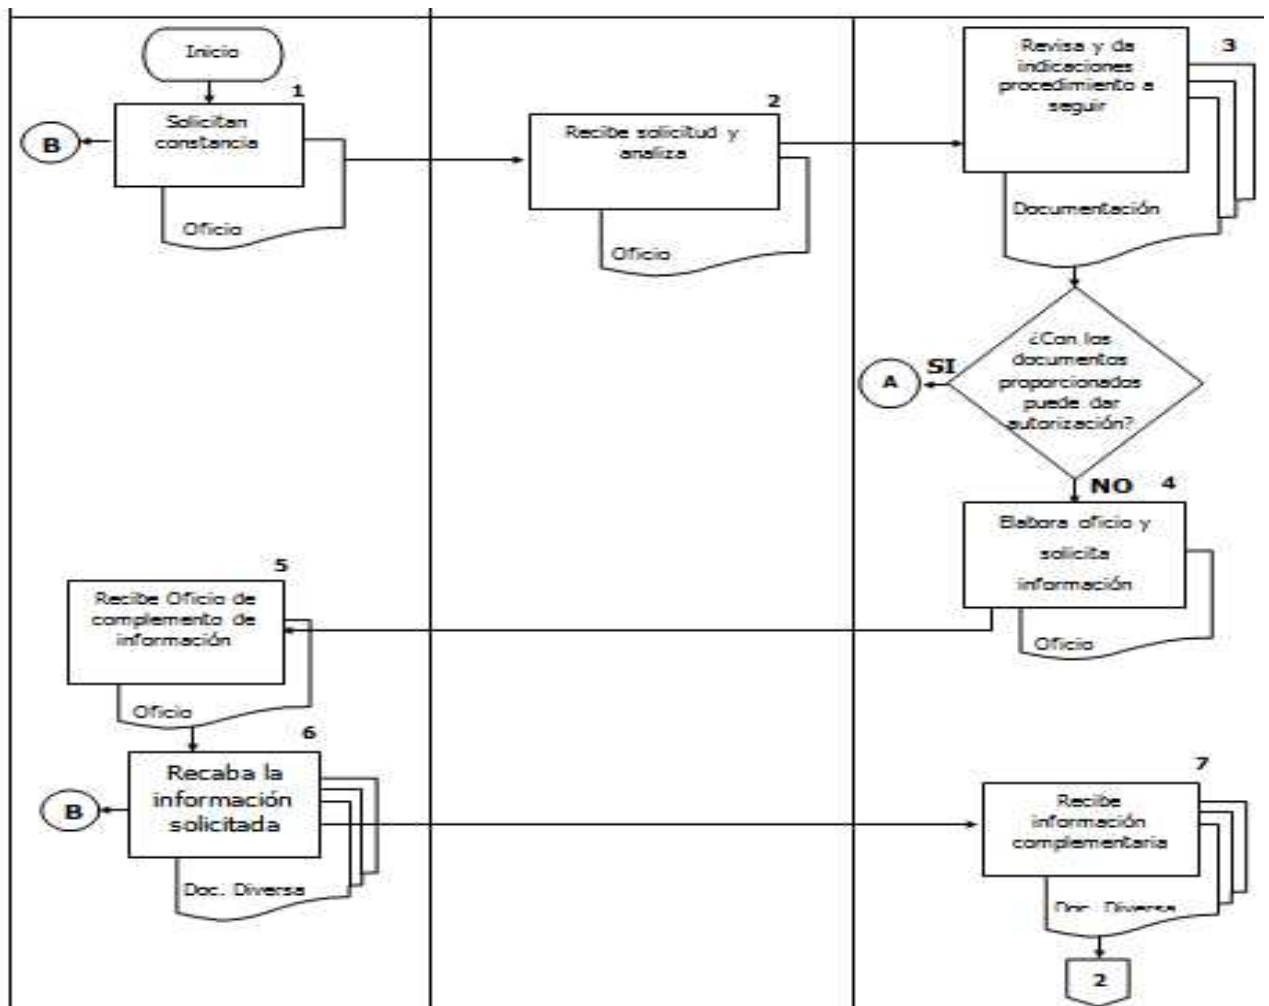 Inicio
1
Solicitan
constancia
B
Oficio
2
Recibe solicitud y
analiza
Oficio
3
Revisa y da
indicaciones
procedimiento a
seguir
Documentación
¿Con los
documentos
proporcionados
puede dar
autorización?
SI
A
NO
4
Elabora oficio y
solicita
información
Oficio
5
Recibe Oficio de
complemento de
información
Oficio
6
Recaba la
información
solicitada
B
Doc. Diversa
7
Recibe
información
complementaria
Doc. Diversa
2